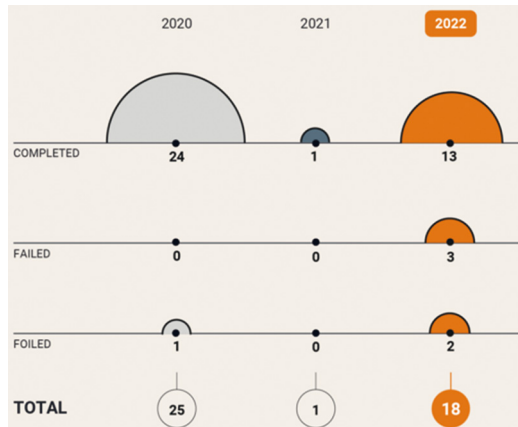 2020 2021 2022
COMPLETED 24 1 13
FAILED 0 0 3
FOILED 1 0 2
TOTAL 25 1 18